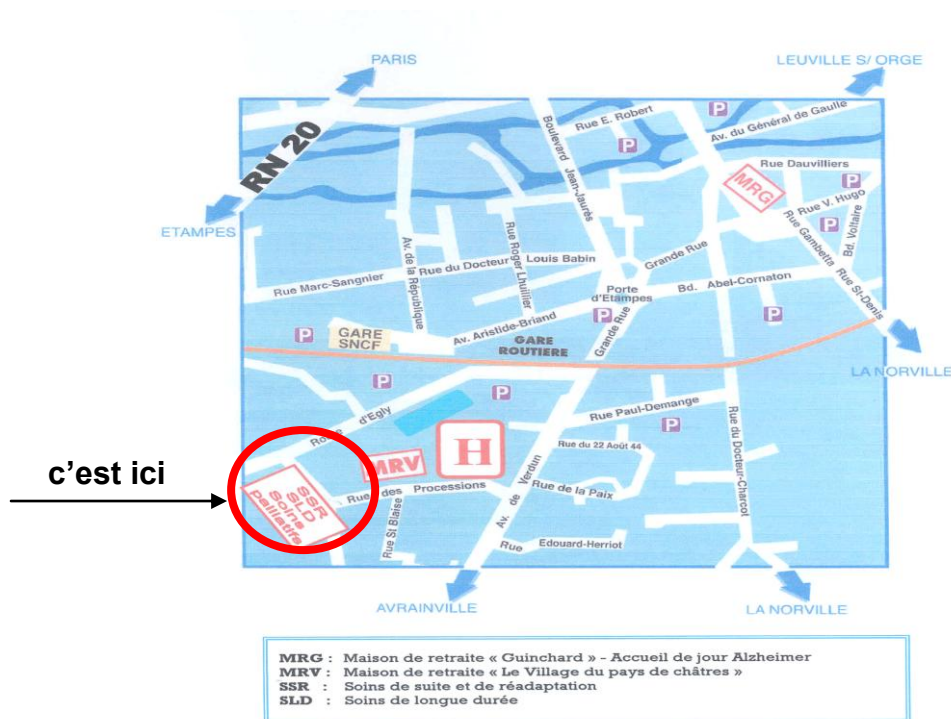 PARIS
LEUVILLE S/ ORGE
RN 20
ETAMPES
Boulevard Jean-Jaurès
Rue E. Robert
P
P
Av. du Général de Gaulle
Rue Dauvilliers
MRG
P
Rue V. Hugo
P
Bd. Voltaire
Rue Gambetta
Rue St-Denis
Av. de la République
Rue Roger Lhuillier
Rue Marc-Sangnier
Rue du Docteur
Louis Babin
Grande Rue
Porte
d'Etampes
Bd. Abel-Cornaton
P
P
P
GARE
SNCF
Av. Aristide-Briand
GARE
ROUTIERE
Grande Rue
LA NORVILLE
P
P
Route d'Egly
Rue Paul-Demange
P
Rue du Docteur-Charcot
H
Rue du 22 Août 44
MRV
c'est ici
SSR
SLD
Soins
palliatifs
Rue des Processions
Rue St Blaise
Av. de Verdun
Rue de la Paix
Rue Edouard-Herriot
AVRAINVILLE
LA NORVILLE
MRG : Maison de retraite « Guinchard » - Accueil de jour Alzheimer
MRV : Maison de retraite « Le Village du pays de châtres »
SSR : Soins de suite et de réadaptation
SLD : Soins de longue durée